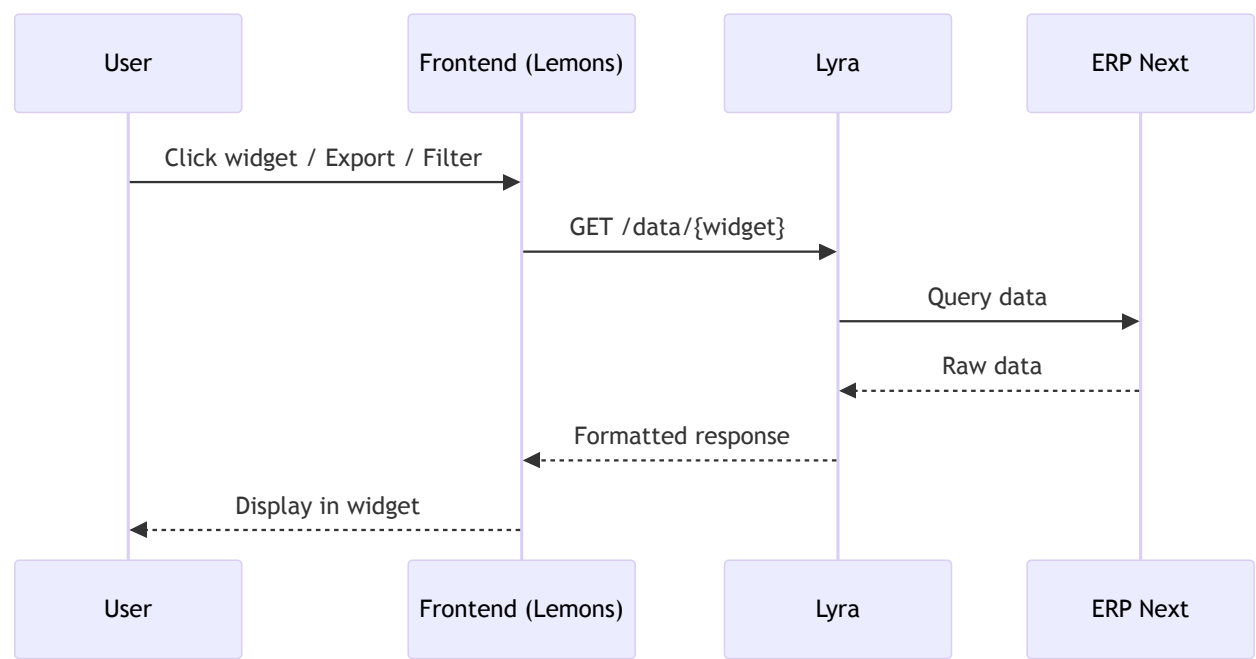 User
Frontend (Lemons)
Lyra
ERP Next
Click widget / Export / Filter
GET /data/{widget}
Query data
Raw data
Formatted response
Display in widget
User
Frontend (Lemons)
Lyra
ERP Next